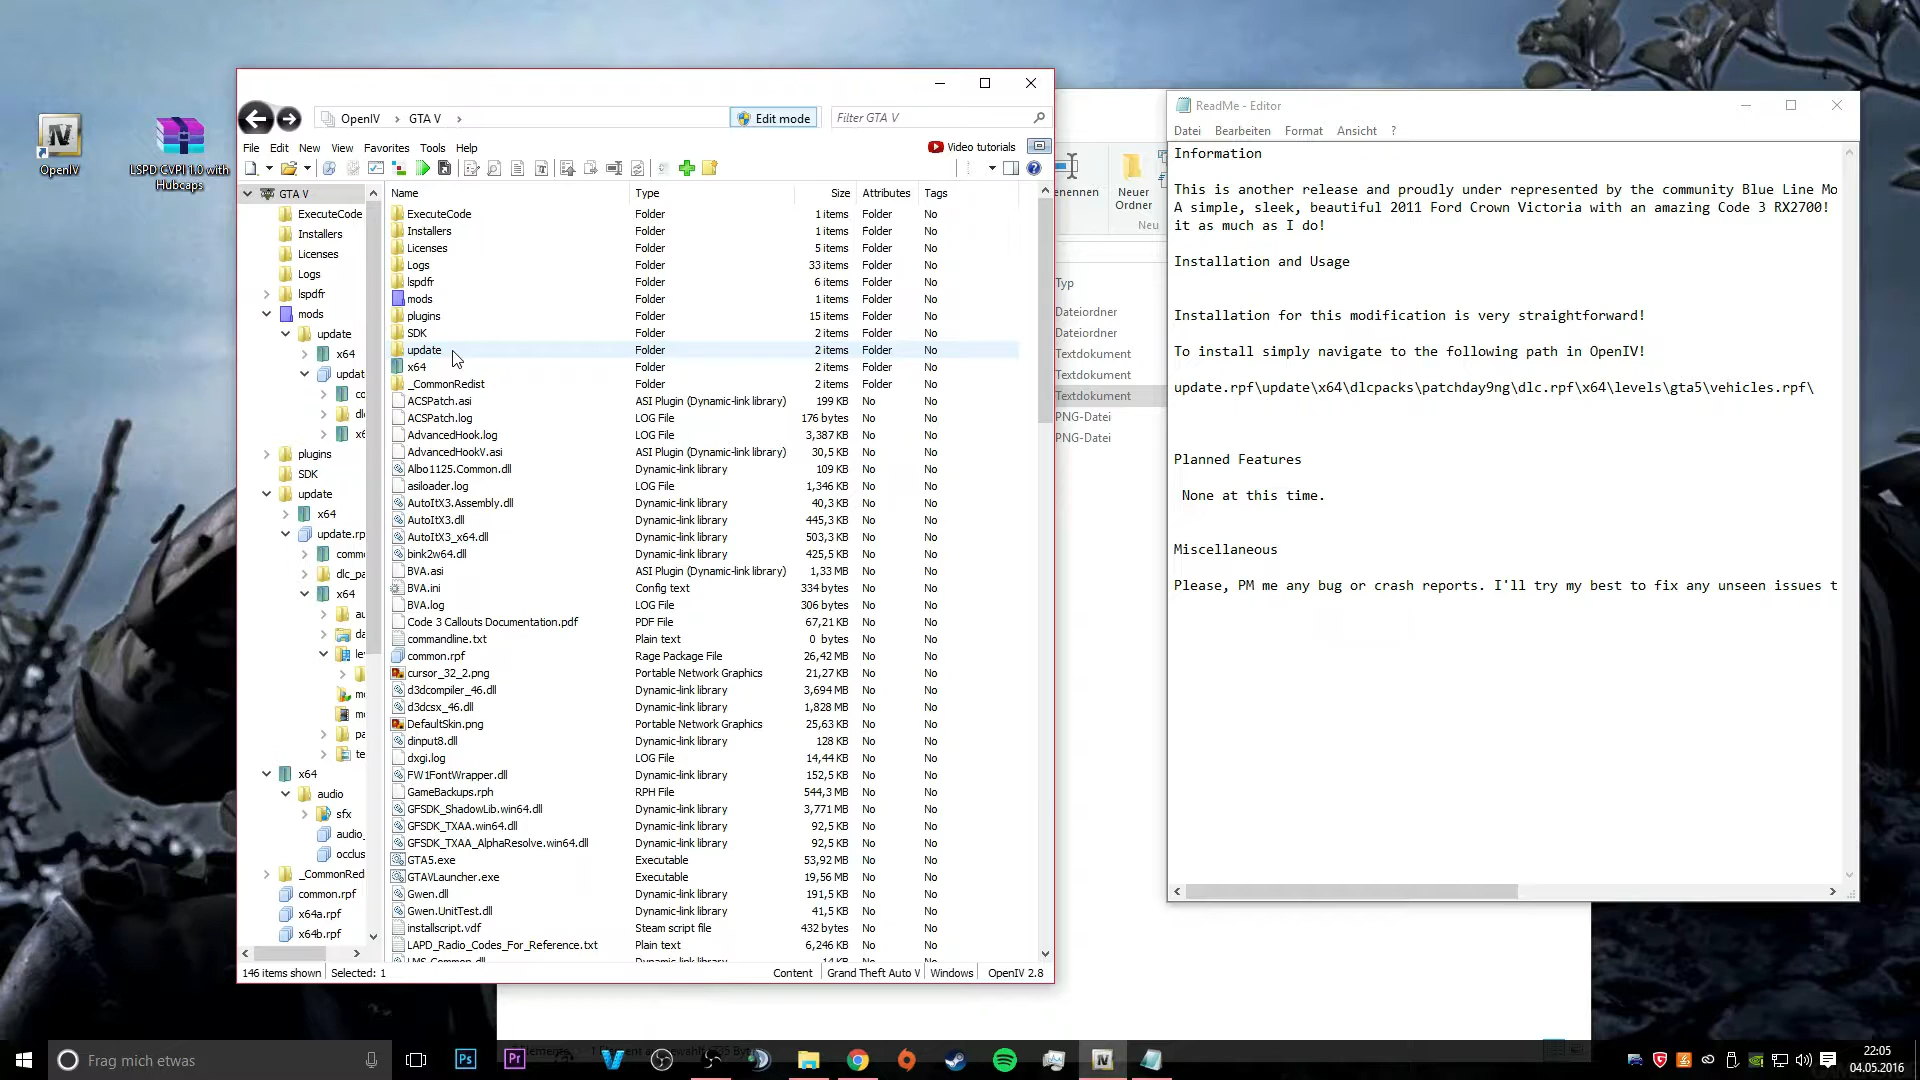 OpenIV
LSPD CVPI 1.0 with
Hubcaps
OpenIV > GTA V >
Edit mode
Filter GTA V
File Edit New View Favorites Tools Help
Video tutorials
GTA V
ExecuteCode
Installers
Licenses
Logs
lspdfr
mods
update
x64
updat
co
dl
x6
plugins
SDK
update
x64
update.rp
comm
dlc_pa
x64
au
da
le
m
m
pa
te
x64
audio
sfx
audio_
occlus
_CommonRed
common.rpf
x64a.rpf
x64b.rpf
Name Type Size Attributes Tags
ExecuteCode Folder 1 items Folder No
Installers Folder 1 items Folder No
Licenses Folder 5 items Folder No
Logs Folder 33 items Folder No
lspdfr Folder 6 items Folder No
mods Folder 1 items Folder No
plugins Folder 15 items Folder No
SDK Folder 2 items Folder No
update Folder 2 items Folder No
x64 Folder 2 items Folder No
_CommonRedist Folder 2 items Folder No
ACSPatch.asi ASI Plugin (Dynamic-link library) 199 KB No No
ACSPatch.log LOG File 176 bytes No No
AdvancedHook.log LOG File 3,387 KB No No
AdvancedHookV.asi ASI Plugin (Dynamic-link library) 30,5 KB No No
Albo1125.Common.dll Dynamic-link library 109 KB No No
asiloader.log LOG File 1,346 KB No No
AutoItX3.Assembly.dll Dynamic-link library 40,3 KB No No
AutoItX3.dll Dynamic-link library 445,3 KB No No
AutoItX3_x64.dll Dynamic-link library 503,3 KB No No
bink2w64.dll Dynamic-link library 425,5 KB No No
BVA.asi ASI Plugin (Dynamic-link library) 1,33 MB No No
BVA.ini Config text 334 bytes No No
BVA.log LOG File 306 bytes No No
Code 3 Callouts Documentation.pdf PDF File 67,21 KB No No
commandline.txt Plain text 0 bytes No No
common.rpf Rage Package File 26,42 MB No No
cursor_32_2.png Portable Network Graphics 21,27 KB No No
d3dcompiler_46.dll Dynamic-link library 3,694 MB No No
d3dcsx_46.dll Dynamic-link library 1,828 MB No No
DefaultSkin.png Portable Network Graphics 25,63 KB No No
dinput8.dll Dynamic-link library 128 KB No No
dxgi.log LOG File 14,44 KB No No
FW1FontWrapper.dll Dynamic-link library 152,5 KB No No
GameBackups.rph RPH File 544,3 MB No No
GFSDK_ShadowLib.win64.dll Dynamic-link library 3,771 MB No No
GFSDK_TXAA.win64.dll Dynamic-link library 92,5 KB No No
GFSDK_TXAA_AlphaResolve.win64.dll Dynamic-link library 92,5 KB No No
GTA5.exe Executable 53,92 MB No No
GTAVLauncher.exe Executable 19,56 MB No No
Gwen.dll Dynamic-link library 191,5 KB No No
Gwen.UnitTest.dll Dynamic-link library 41,5 KB No No
installscript.vdf Steam script file 432 bytes No No
LAPD_Radio_Codes_For_Reference.txt Plain text 6,246 KB No No
LMS.Common.dll Dynamic-link library 14 KB No No
146 items shown Selected: 1 Content Grand Theft Auto V Windows OpenIV 2.8
enennen
Neuer
Ordner
Neu
Typ
Dateiordner
Dateiordner
Textdokument
Textdokument
Textdokument
PNG-Datei
PNG-Datei
ReadMe - Editor
Datei Bearbeiten Format Ansicht ?
Information
This is another release and proudly under represented by the community Blue Line Mo
A simple, sleek, beautiful 2011 Ford Crown Victoria with an amazing Code 3 RX2700!
it as much as I do!
Installation and Usage
Installation for this modification is very straightforward!
To install simply navigate to the following path in OpenIV!
update.rpf\update\x64\dlcpacks\patchday9ng\dlc.rpf\x64\levels\gta5\vehicles.rpf\
Planned Features
None at this time.
Miscellaneous
Please, PM me any bug or crash reports. I'll try my best to fix any unseen issues t
Frag mich etwas
Ps
Pr
22:05
04.05.2016